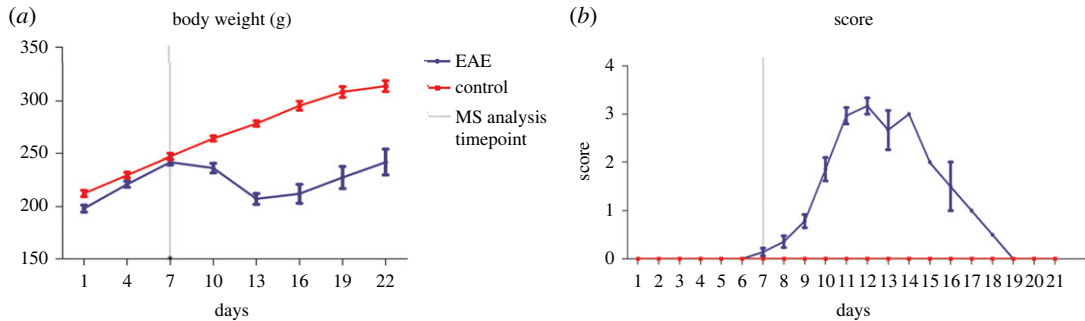 (a)
body weight (g)
350
300
250
200
150
1 4 7 10 13 16 19 22
days
EAE
control
MS analysis
timepoint
(b)
score
score
4
3
2
1
0
1 2 3 4 5 6 7 8 9 10 11 12 13 14 15 16 17 18 19 20 21
days